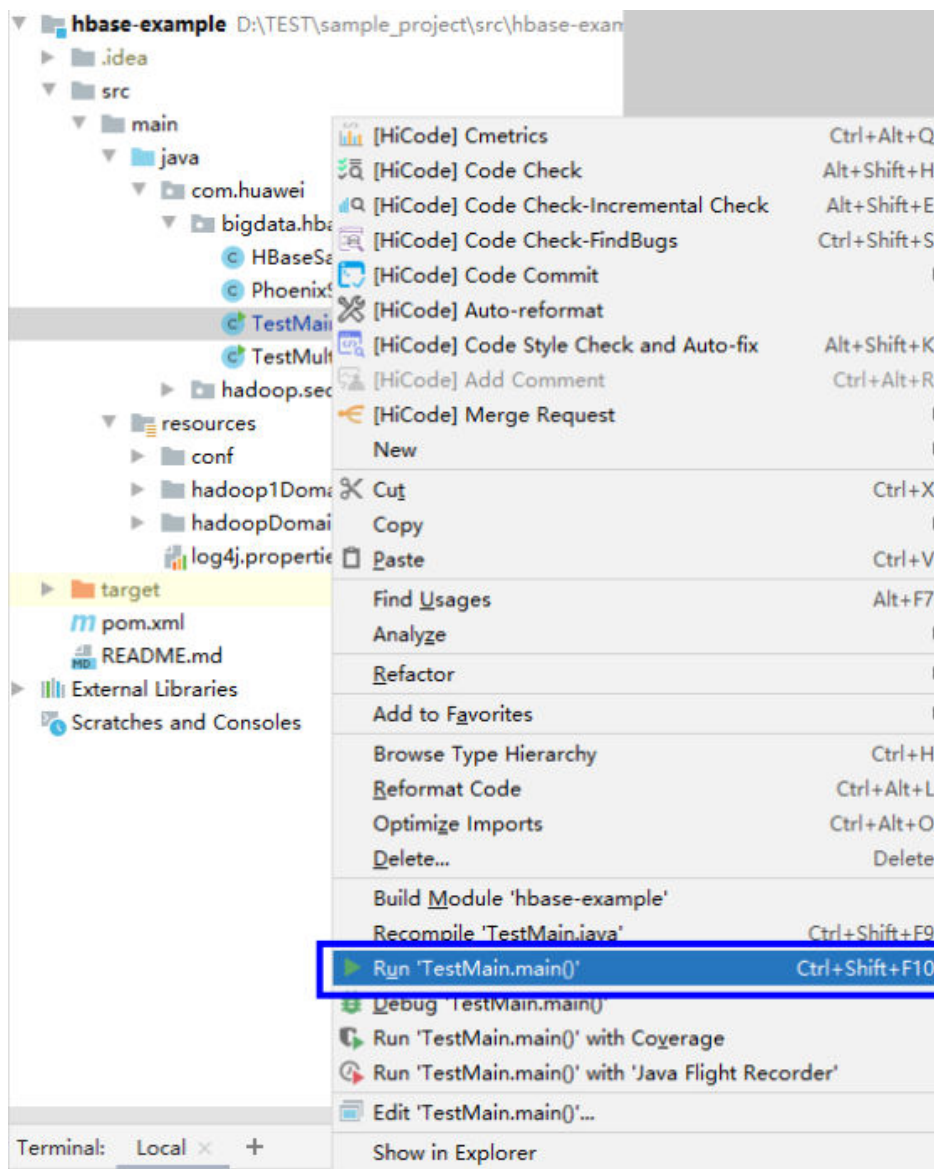 hbase-example D:\TEST\sample_project\src\hbase-exam
.idea
src
main
java
com.huawei
bigdata.hba
HBaseSa
PhoenixS
TestMai
TestMult
hadoop.sec
resources
conf
hadoop1Doma
hadoopDomai
log4j.propertie
target
pom.xml
README.md
External Libraries
Scratches and Consoles
[HiCode] Cmetrics Ctrl+Alt+Q
[HiCode] Code Check Alt+Shift+H
[HiCode] Code Check-Incremental Check Alt+Shift+E
[HiCode] Code Check-FindBugs Ctrl+Shift+S
[HiCode] Code Commit
[HiCode] Auto-reformat
[HiCode] Code Style Check and Auto-fix Alt+Shift+K
[HiCode] Add Comment Ctrl+Alt+R
[HiCode] Merge Request
New
Cut Ctrl+X
Copy
Paste Ctrl+V
Find Usages Alt+F7
Analyze
Refactor
Add to Favorites
Browse Type Hierarchy Ctrl+H
Reformat Code Ctrl+Alt+L
Optimize Imports Ctrl+Alt+O
Delete... Delete
Build Module 'hbase-example'
Recompile 'TestMain.java' Ctrl+Shift+F9
Run 'TestMain.main()' Ctrl+Shift+F10
Debug 'TestMain.main()'
Run 'TestMain.main()' with Coverage
Run 'TestMain.main()' with 'Java Flight Recorder'
Edit 'TestMain.main()'...
Show in Explorer
Terminal: Local × +